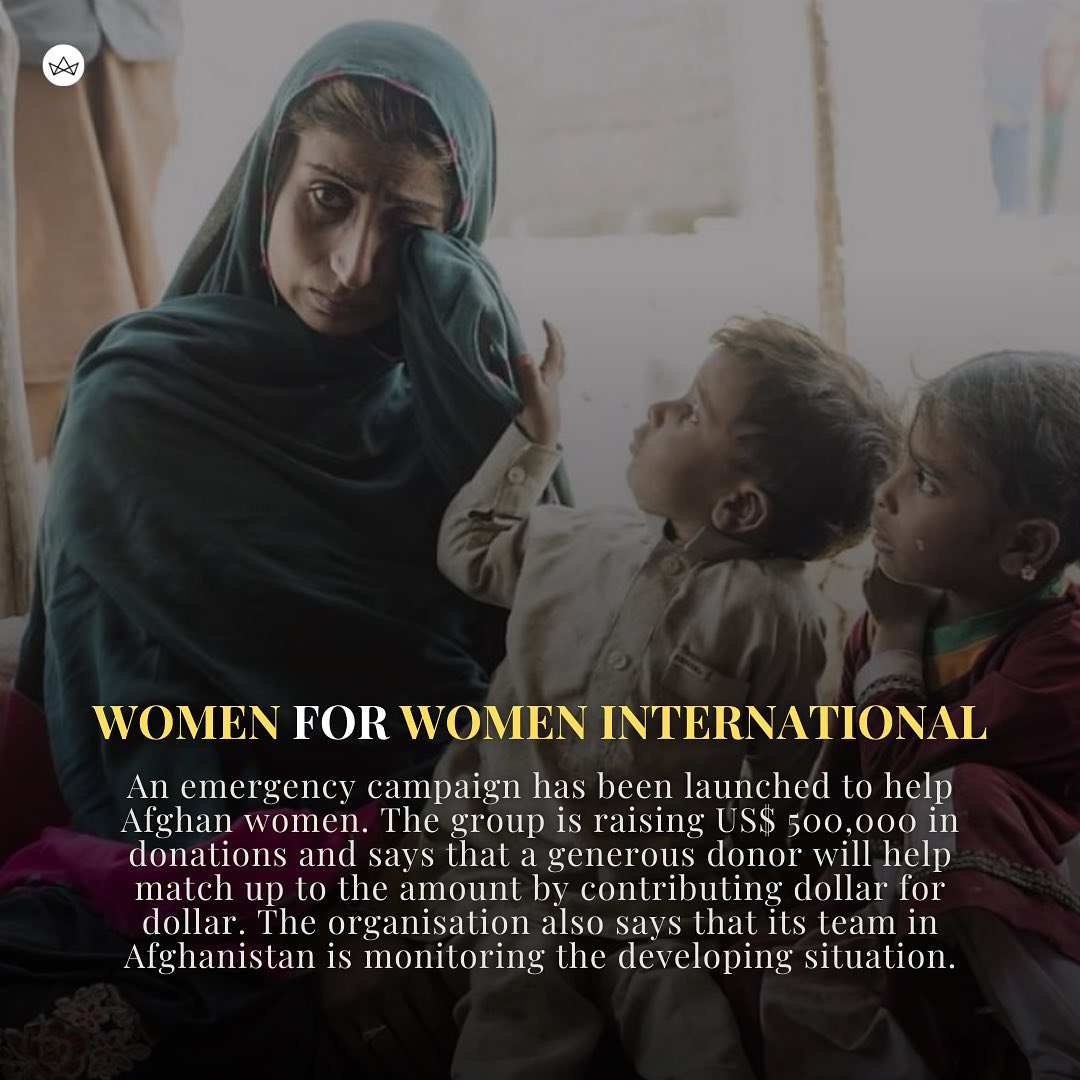 WOMEN FOR WOMEN INTERNATIONAL
An emergency campaign has been launched to help
Afghan women. The group is raising US$ 500,000 in
donations and says that a generous donor will help
match up to the amount by contributing dollar for
dollar. The organisation also says that its team in
Afghanistan is monitoring the developing situation.